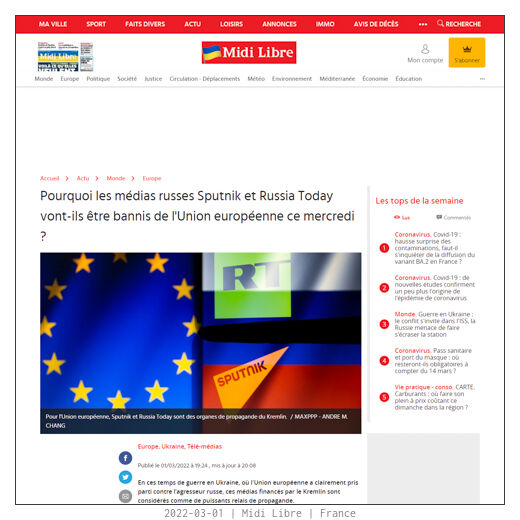 MA VILLE SPORT FAITS DIVERS ACTU LOISIRS ANNONCES IMMO AVIS DE DÉCÈS ••• RECHERCHE
Midi Libre
Midi Libre
Mon compte
S'abonner
Monde Europe Politique Société Justice Circulation - Déplacements Météo Environnement Méditerranée Économie Éducation ...
Accueil > Actu > Monde > Europe
Pourquoi les médias russes Sputnik et Russia Today
vont-ils être bannis de l'Union européenne ce mercredi
?
RT
SPUTNIK
Pour l'Union européenne, Sputnik et Russia Today sont des organes de propagande du Kremlin. / MAXPPP - ANDRE M.
CHANG
Europe, Ukraine, Télé-médias
Publié le 01/03/2022 à 19:24 , mis à jour à 20:08
En ces temps de guerre en Ukraine, où l'Union européenne a clairement pris
parti contre l'agresseur russe, ces médias financés par le Kremlin sont
considérés comme de puissants relais de propagande.
Les tops de la semaine
Lus Commentés
1 Coronavirus. Covid-19 :
hausse surprise des
contaminations, faut-il
s'inquiéter de la diffusion du
variant BA.2 en France ?
2 Coronavirus. Covid-19 : de
nouvelles études confirment
un peu plus l'origine de
l'épidémie de coronavirus
3 Monde. Guerre en Ukraine :
le conflit s'invite dans l'ISS, la
Russie menace de faire
s'écraser la station
4 Coronavirus. Pass sanitaire
et port du masque : où
resteront-ils obligatoires à
compter du 14 mars ?
5 Vie pratique - conso. CARTE.
Carburants : où faire son
plein à prix coûtant ce
dimanche dans la région ?
2022-03-01 | Midi Libre | France